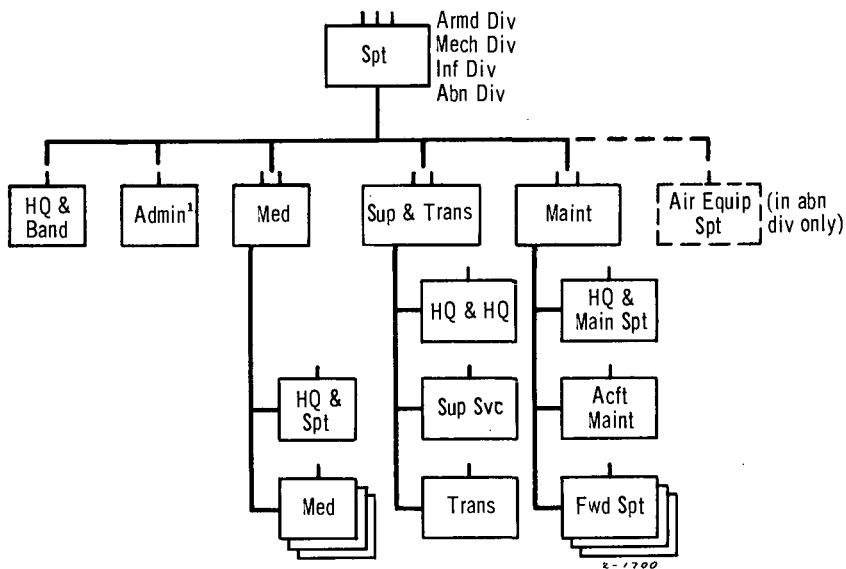 Armd Div
Mech Div
Spt
Inf Div
Abn Div
HQ &
Band
Admin¹
Med
Sup & Trans
Maint
Air Equip
Spt
(in abn
div only)
HQ & HQ
HQ &
Main Spt
HQ &
Spt
Sup Svc
Acft
Maint
Med
Trans
Fwd Spt
2-1700